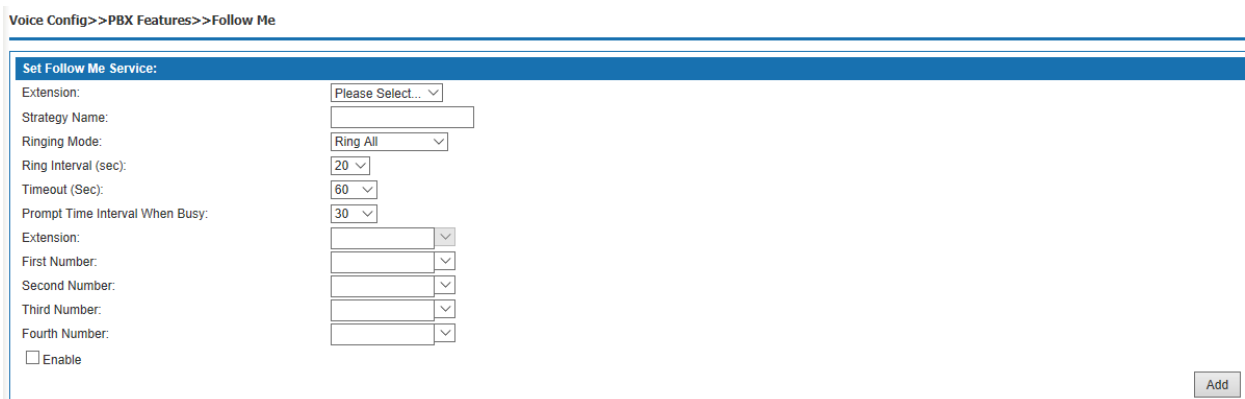 Voice Config>>PBX Features>>Follow Me
Set Follow Me Service:
Extension: Please Select...
Strategy Name:
Ringing Mode: Ring All
Ring Interval (sec): 20
Timeout (Sec): 60
Prompt Time Interval When Busy: 30
Extension:
First Number:
Second Number:
Third Number:
Fourth Number:
Enable
Add